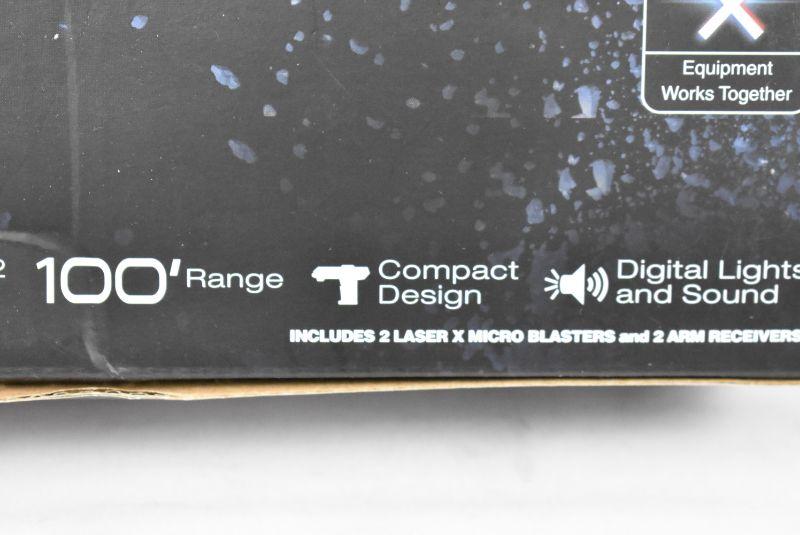 Equipment
Works Together
2
100' Range
Compact
Design
Digital Lights
and Sound
INCLUDES 2 LASER X MICRO BLASTERS and 2 ARM RECEIVERS